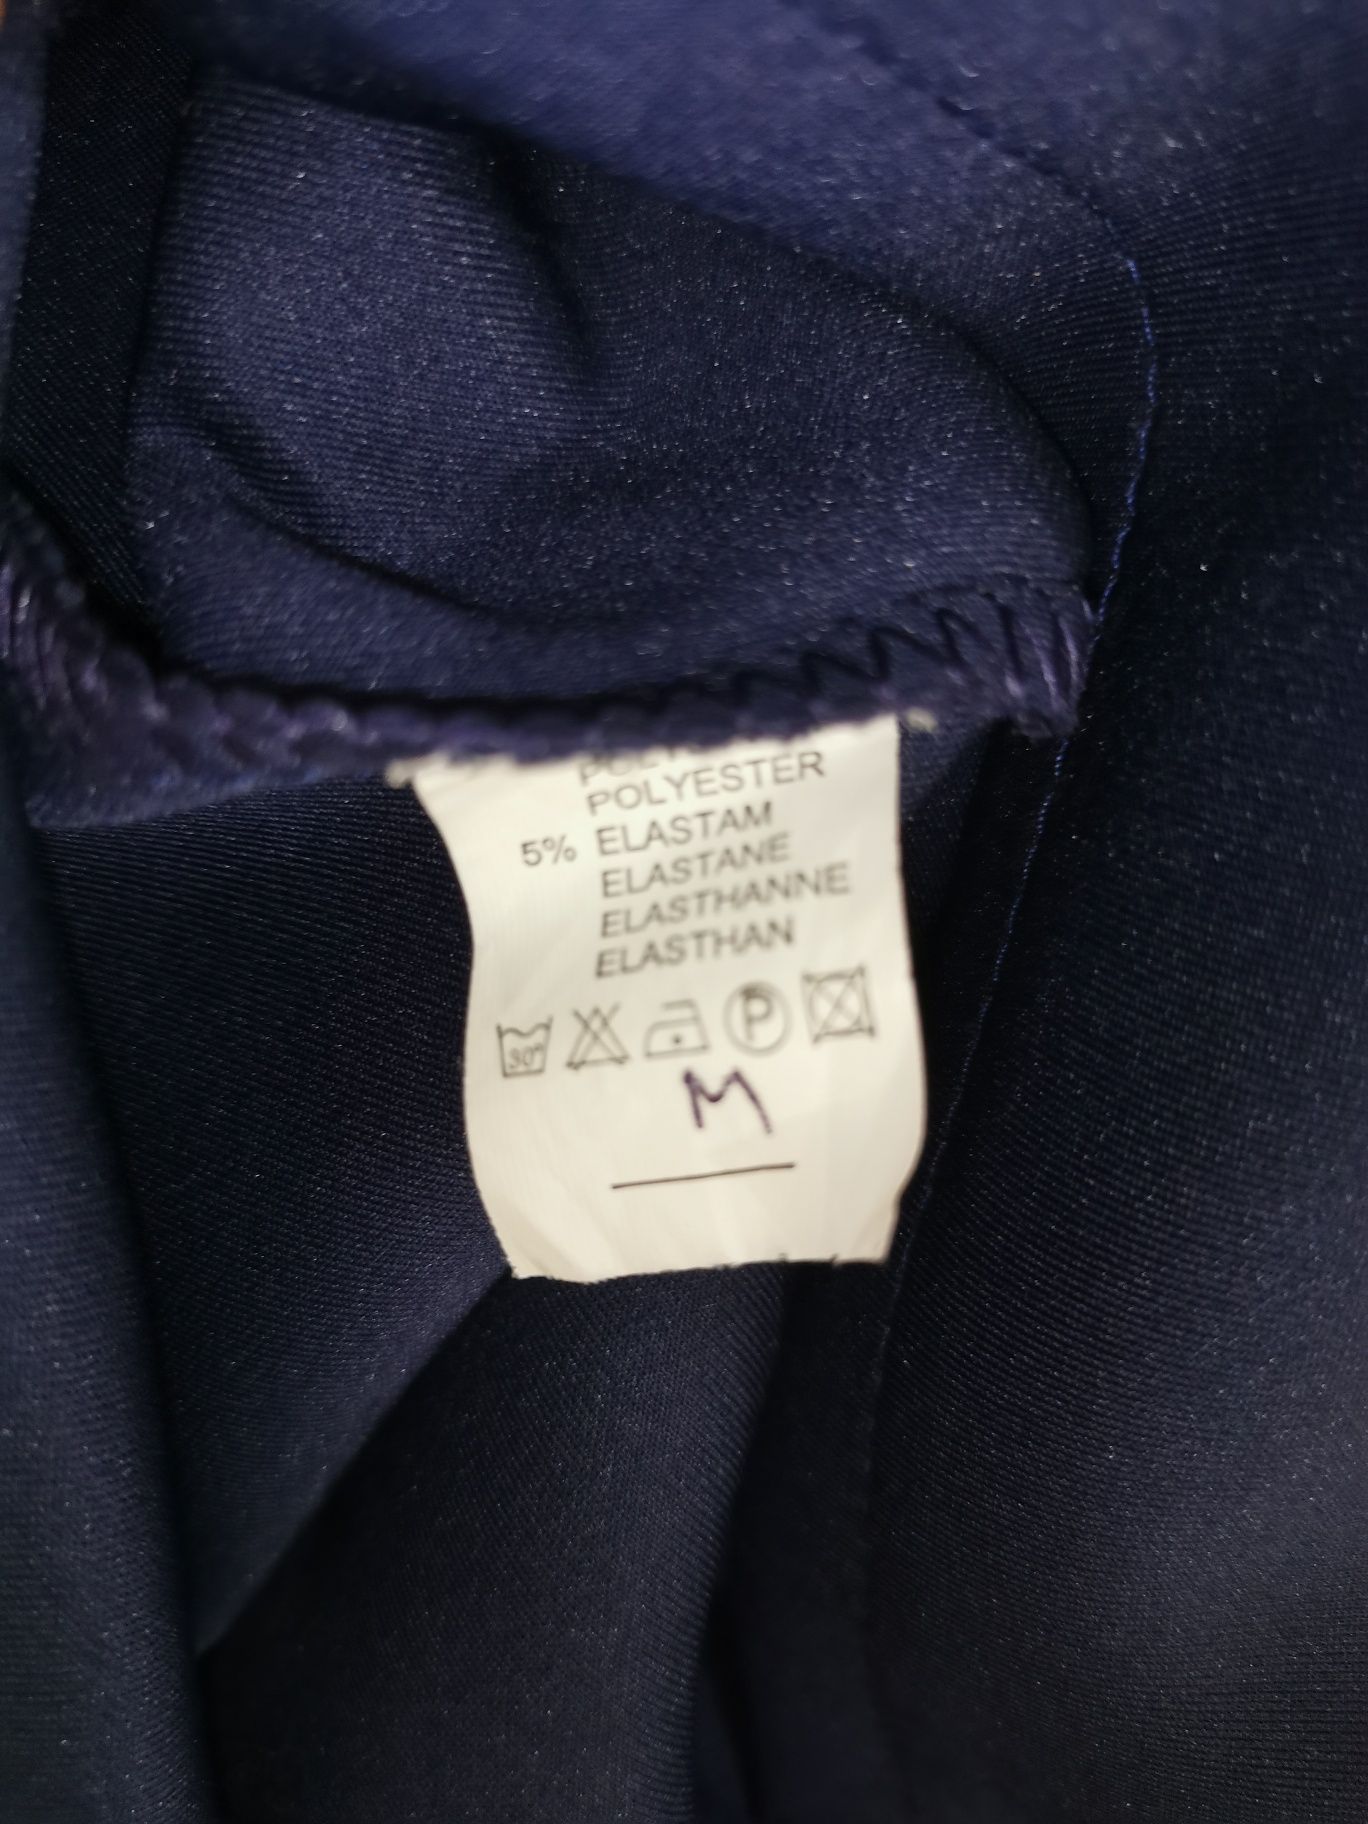 POLYESTER
5% ELASTAM
ELASTANE
ELASTHANNE
ELASTHAN
30° P
M